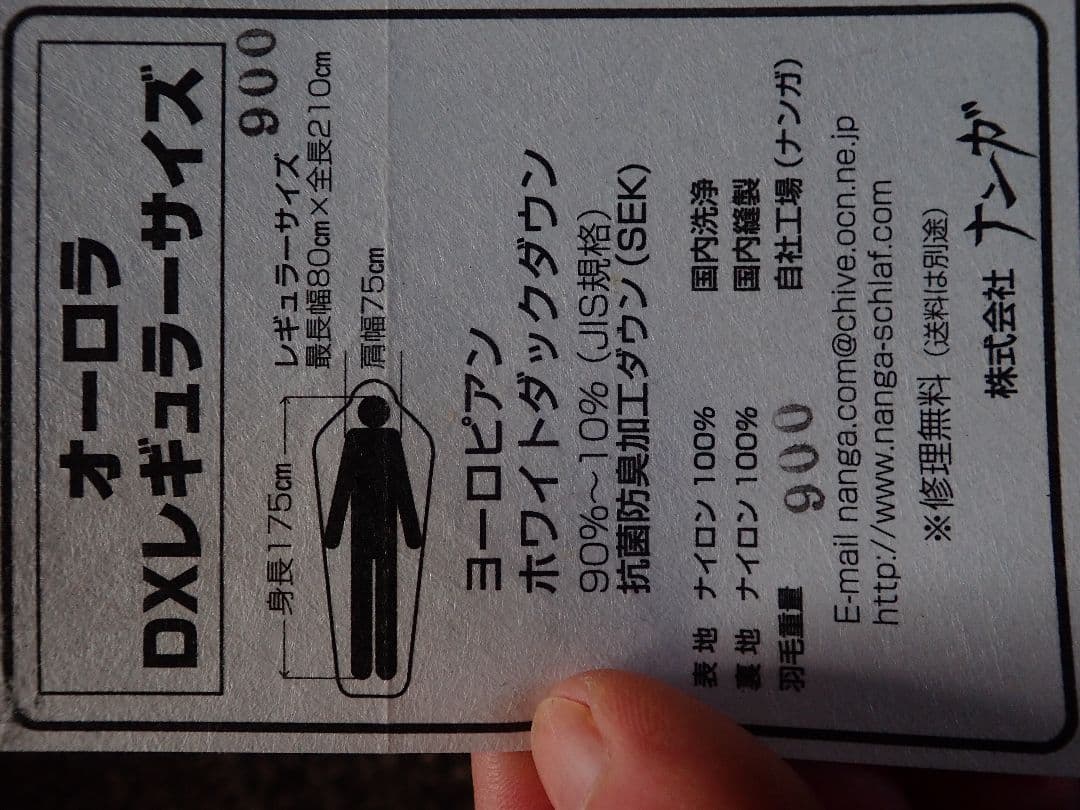 オーロラ
DXレギュラーサイズ
900
レギュラーサイズ
最長幅80㎝×全長210㎝
身長175㎝
肩幅75㎝
ヨーロピアン
ホワイトダックダウン
90%〜10%（JIS規格）
抗菌防臭加工ダウン（SEK）
表地 ナイロン100% 国内洗浄
裏地 ナイロン100% 国内縫製
羽毛重量 900 自社工場（ナンガ）
E-mail nanga.com@chive.ocn.ne.jp
http://www.nanga-schlaf.com
※修理無料（送料は別途）
株式会社 ナンガ